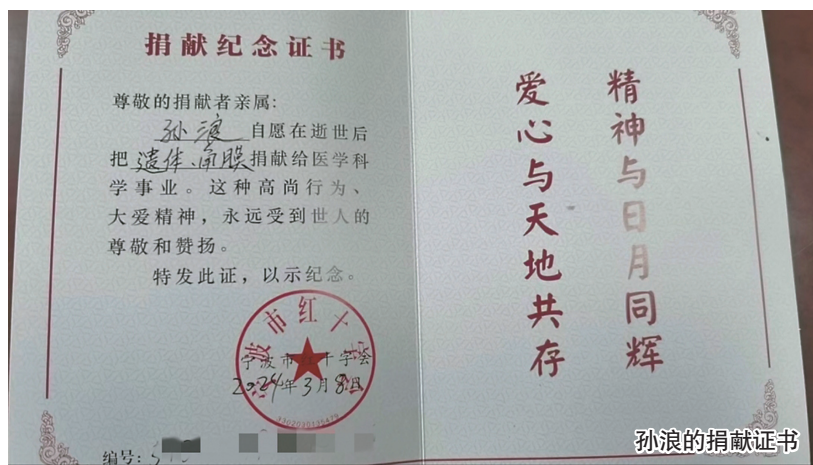 捐献纪念证书
尊敬的捐献者亲属:
孙浪 自愿在逝世后
把 遗体、角膜 捐献给医学科
学事业。这种高尚行为、
大爱精神，永远受到世人的
尊敬和赞扬。
特发此证，以示纪念。
宁波市红十字会
2024年3月8日
编号:
精神与日月同辉
爱心与天地共存
孙浪的捐献证书